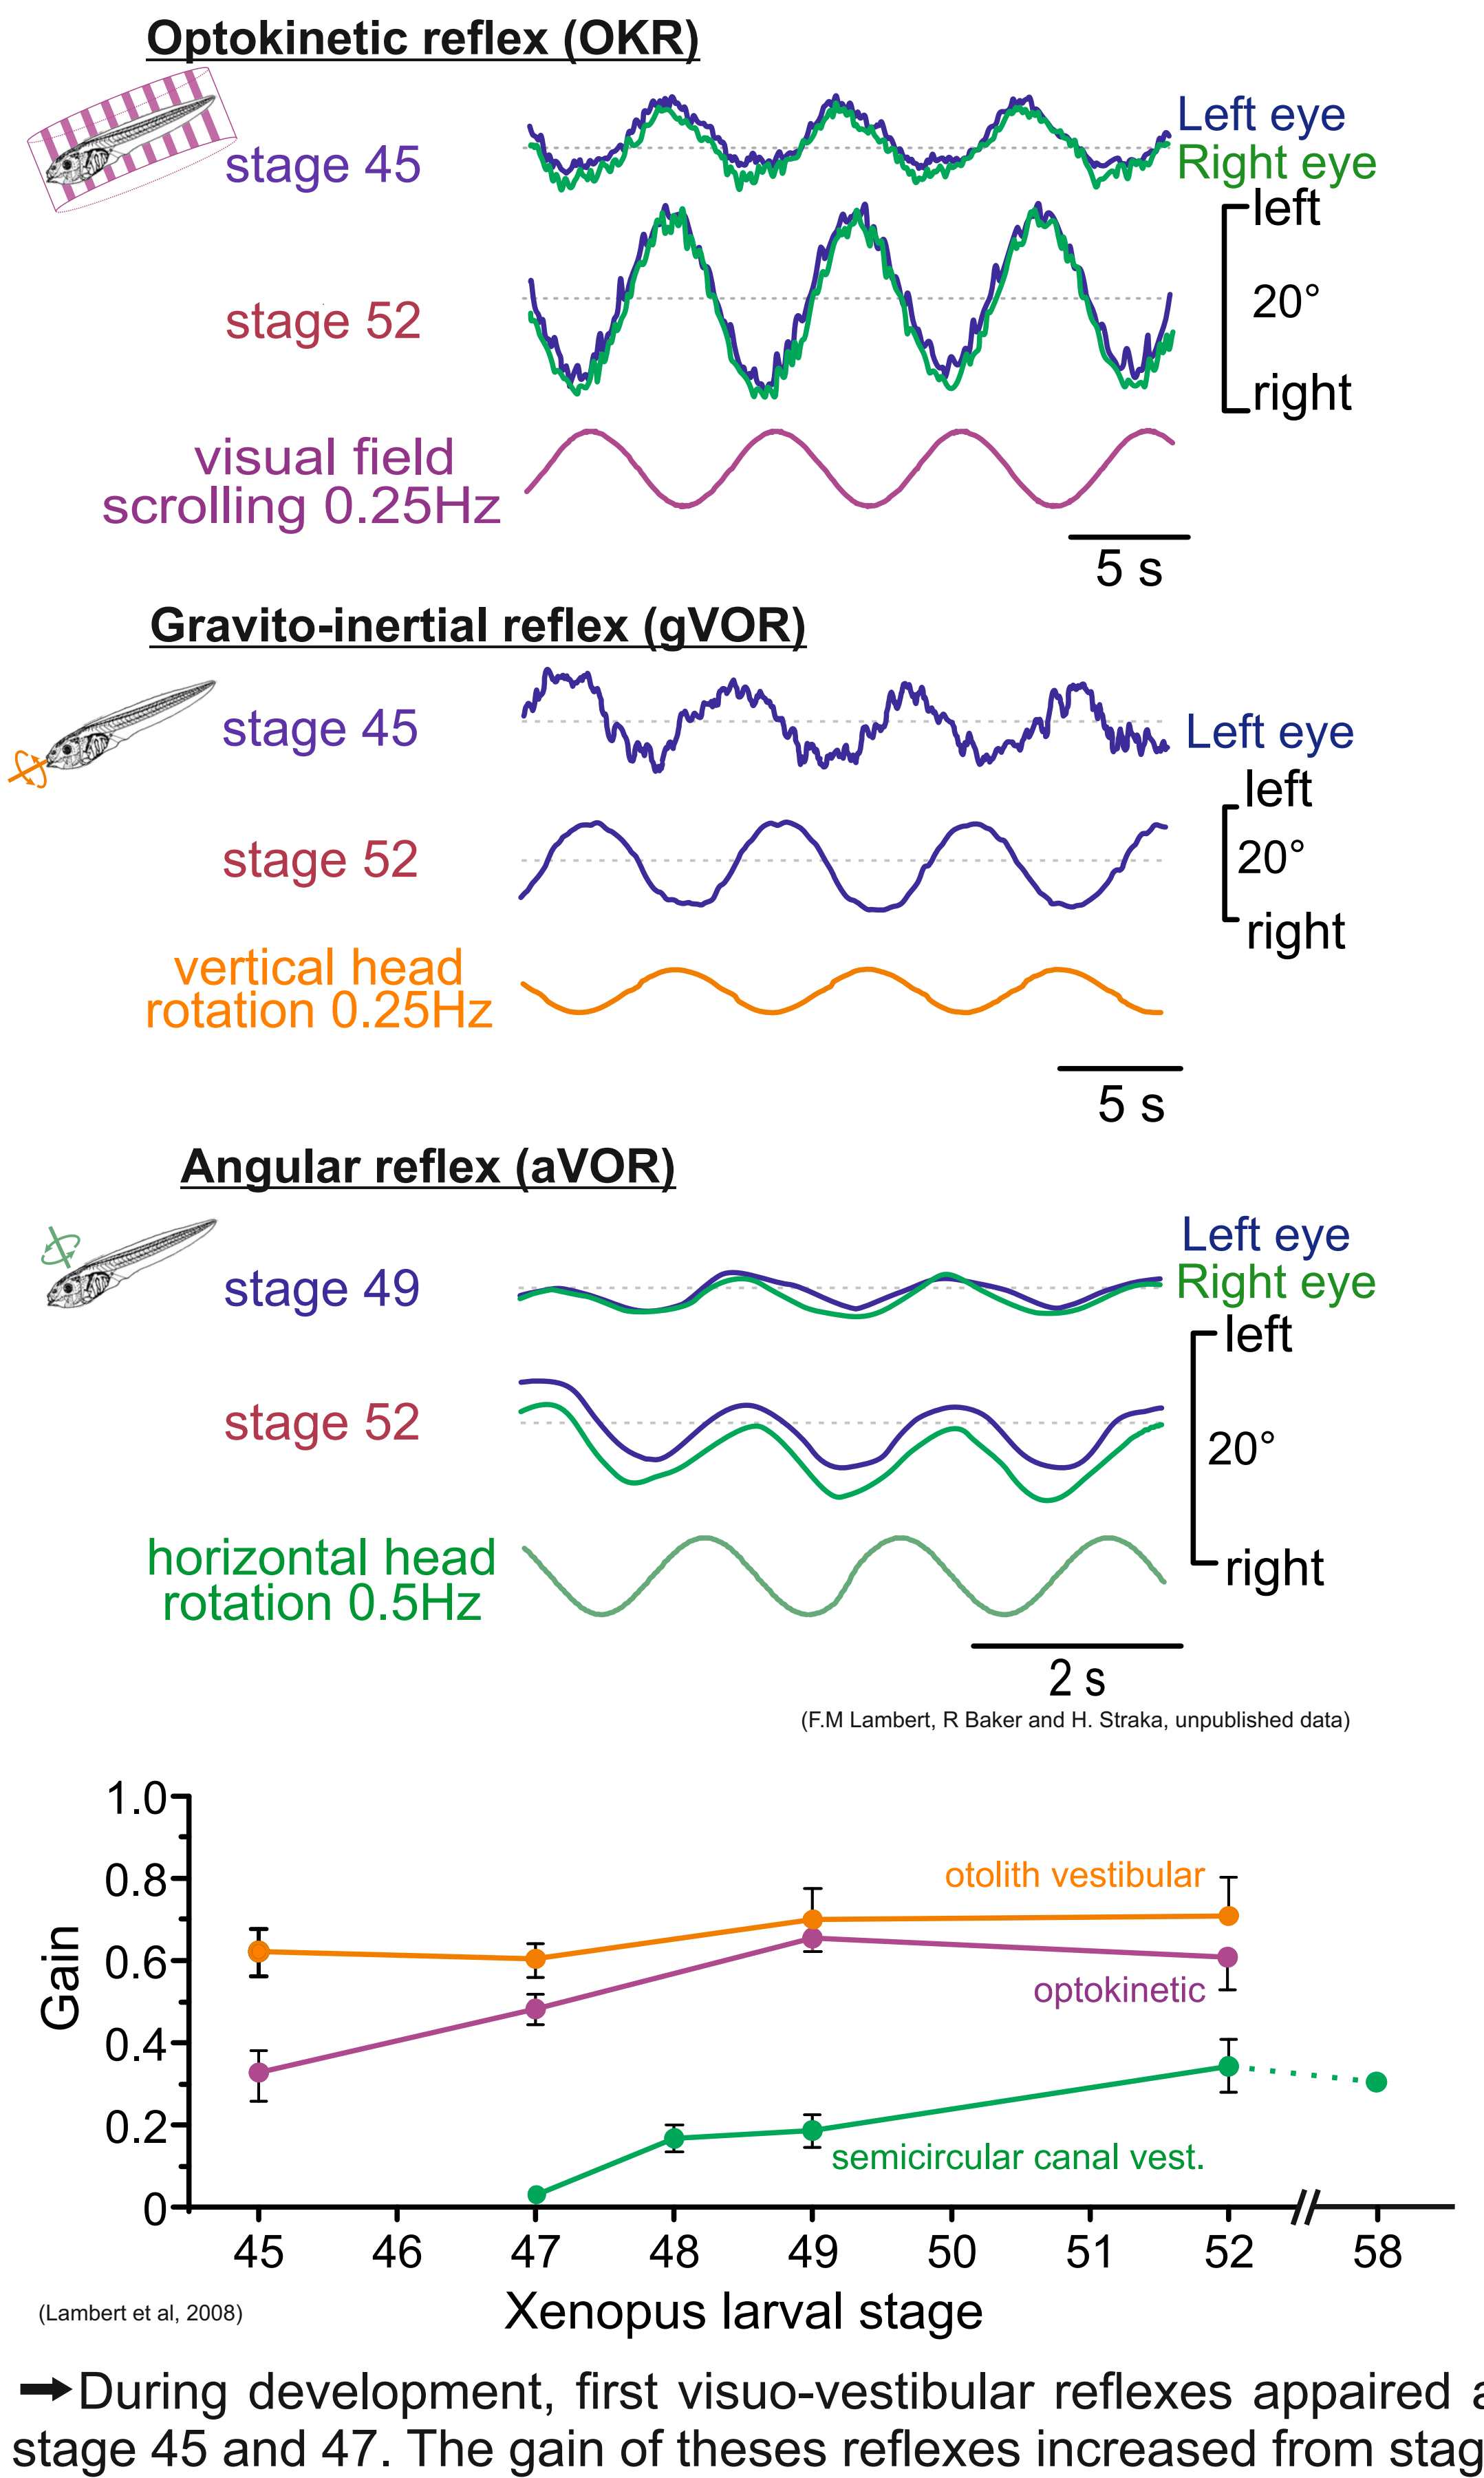 Optokinetic reflex (OKR)
Left eye
stage 45
Right eye
left
stage 52
20°
right
visual field
scrolling 0.25Hz
5 s
Gravito-inertial reflex (gVOR)
stage 45
Left eye
left
stage 52
20°
right
vertical head
rotation 0.25Hz
5 s
Angular reflex (aVOR)
Left eye
stage 49
Right eye
left
stage 52
20°
horizontal head
rotation 0.5Hz
right
2 s
(F.M Lambert, R Baker and H. Straka, unpublished data)
1.0
0.8
0.6
0.4
0.2
0
Gain
otolith vestibular
optokinetic
semicircular canal vest.
45 46 47 48 49 50 51 52 58
Xenopus larval stage
(Lambert et al, 2008)
➞During development, first visuo-vestibular reflexes appaired
stage 45 and 47. The gain of theses reflexes increased from